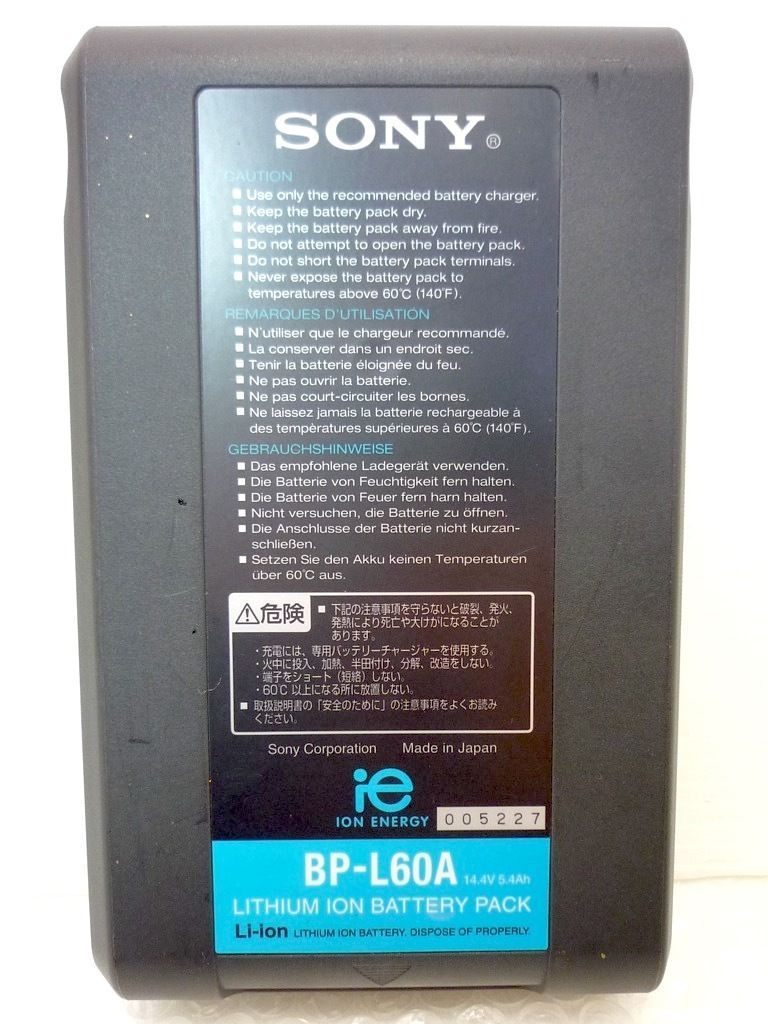 SONY®
CAUTION
■ Use only the recommended battery charger.
■ Keep the battery pack dry.
■ Keep the battery pack away from fire.
■ Do not attempt to open the battery pack.
■ Do not short the battery pack terminals.
■ Never expose the battery pack to
temperatures above 60℃ (140℉).
REMARQUES D'UTILISATION
■ N'utiliser que le chargeur recommandé.
■ La conserver dans un endroit sec.
■ Tenir la batterie éloignée du feu.
■ Ne pas ouvrir la batterie.
■ Ne pas court-circuiter les bornes.
■ Ne laissez jamais la batterie rechargeable à
des tempèratures supérieures à 60℃ (140℉).
GEBRAUCHSHINWEISE
■ Das empfohlene Ladegerät verwenden.
■ Die Batterie von Feuchtigkeit fern halten.
■ Die Batterie von Feuer fern harn halten.
■ Nicht versuchen, die Batterie zu öffnen.
■ Die Anschlusse der Batterie nicht kurzan-
schließen.
■ Setzen Sie den Akku keinen Temperaturen
über 60℃ aus.
⚠危険
■ 下記の注意事項を守らないと破裂、発火、
発熱により死亡や大けがになることが
あります。
・充電には、専用バッテリーチャージャーを使用する。
・火中に投入、加熱、半田付け、分解、改造をしない。
・端子をショート（短絡）しない。
・60℃以上になる所に放置しない。
■ 取扱説明書の「安全のために」の注意事項をよくお読み
ください。
Sony Corporation Made in Japan
ie
ION ENERGY
005227
BP-L60A 14.4V 5.4Ah
LITHIUM ION BATTERY PACK
Li-ion LITHIUM ION BATTERY. DISPOSE OF PROPERLY.